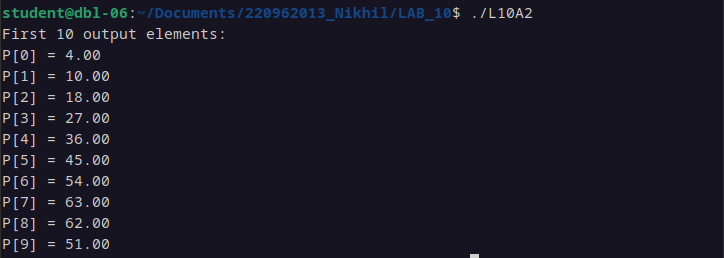 student@dbl-06:~/Documents/220962013_Nikhil/LAB_10$ ./L10A2
First 10 output elements:
P[0] = 4.00
P[1] = 10.00
P[2] = 18.00
P[3] = 27.00
P[4] = 36.00
P[5] = 45.00
P[6] = 54.00
P[7] = 63.00
P[8] = 62.00
P[9] = 51.00